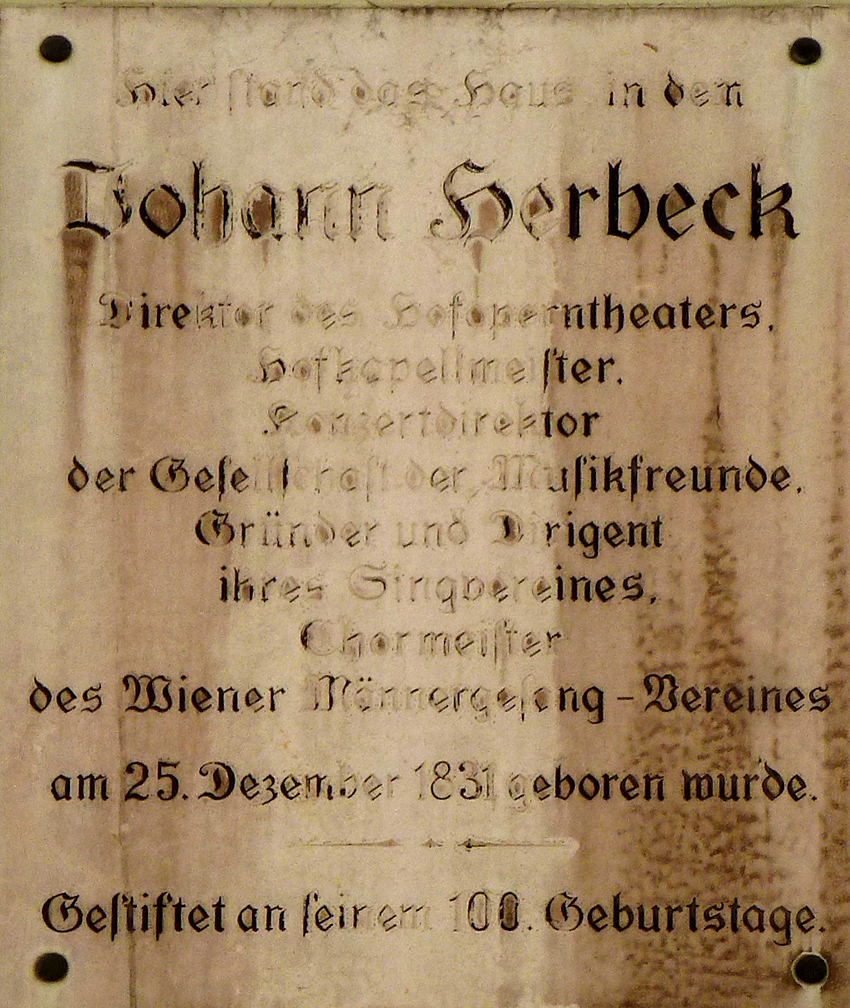 Hier stand das Haus in dem
Johann Herbeck
Direktor des Hofoperntheaters,
Hofkapellmeister,
Konzertdirektor
der Gesellschaft der Musikfreunde,
Gründer und Dirigent
ihres Singvereines,
Chormeister
des Wiener Männergesang-Vereines
am 25. Dezember 1831 geboren wurde.
Gestiftet an seinem 100. Geburtstage.